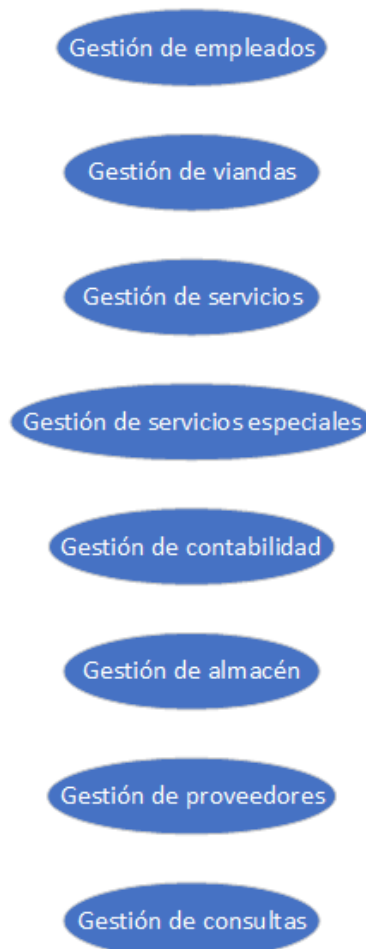 Gestión de empleados
Gestión de viandas
Gestión de servicios
Gestión de servicios especiales
Gestión de contabilidad
Gestión de almacén
Gestión de proveedores
Gestión de consultas